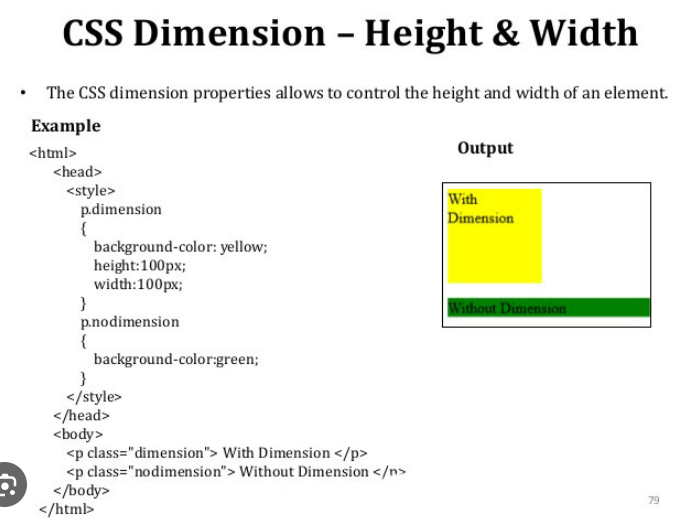 CSS Dimension – Height & Width
• The CSS dimension properties allows to control the height and width of an element.
Example
<html>
<head>
<style>
p.dimension
{
background-color: yellow;
height:100px;
width:100px;
}
p.nodimension
{
background-color:green;
}
</style>
</head>
<body>
<p class="dimension"> With Dimension </p>
<p class="nodimension"> Without Dimension </p>
</body>
</html>
Output
With
Dimension
Without Dimension
79